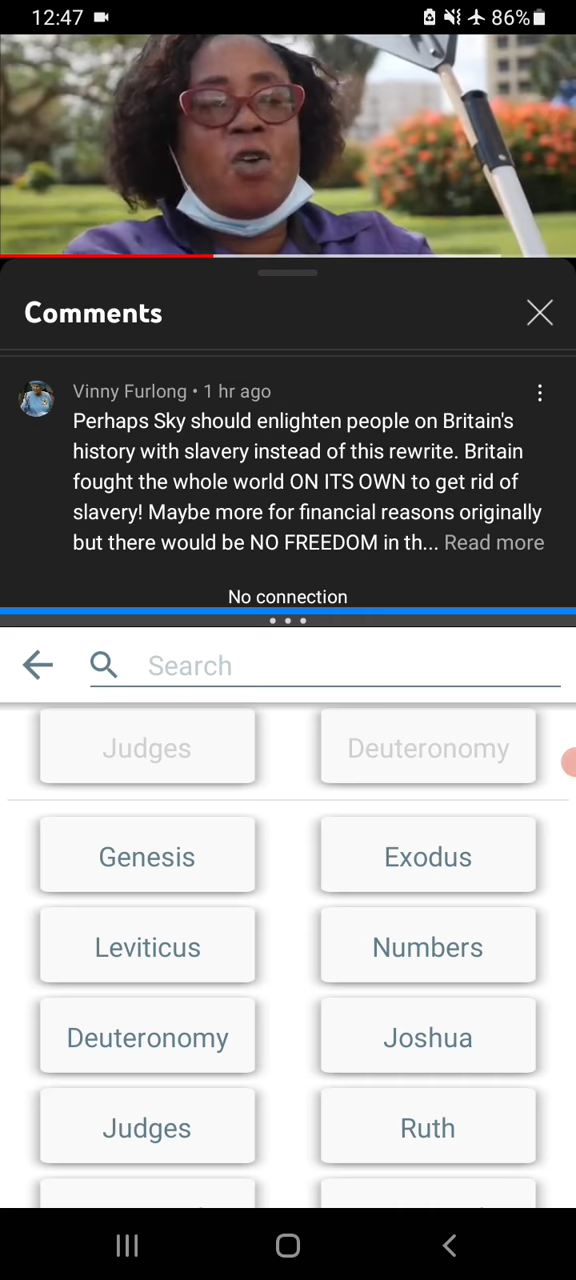 12:47
86%
Comments
Vinny Furlong • 1 hr ago
Perhaps Sky should enlighten people on Britain's
history with slavery instead of this rewrite. Britain
fought the whole world ON ITS OWN to get rid of
slavery! Maybe more for financial reasons originally
but there would be NO FREEDOM in th... Read more
No connection
Search
Judges Deuteronomy
Genesis Exodus
Leviticus Numbers
Deuteronomy Joshua
Judges Ruth